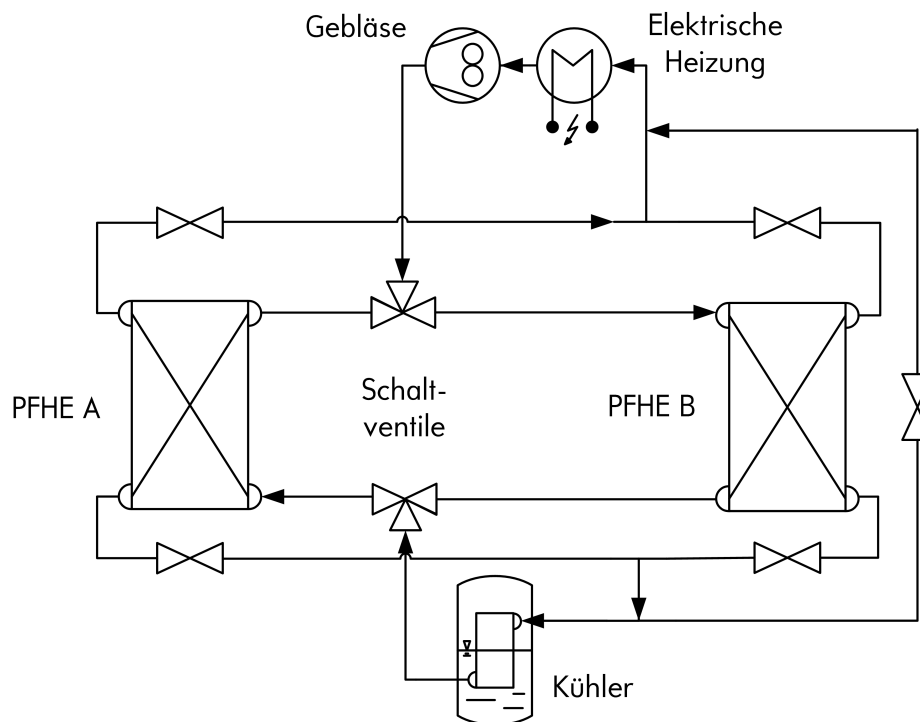 Gebläse
Elektrische
Heizung
PFHE A
Schalt-
ventile
PFHE B
Kühler